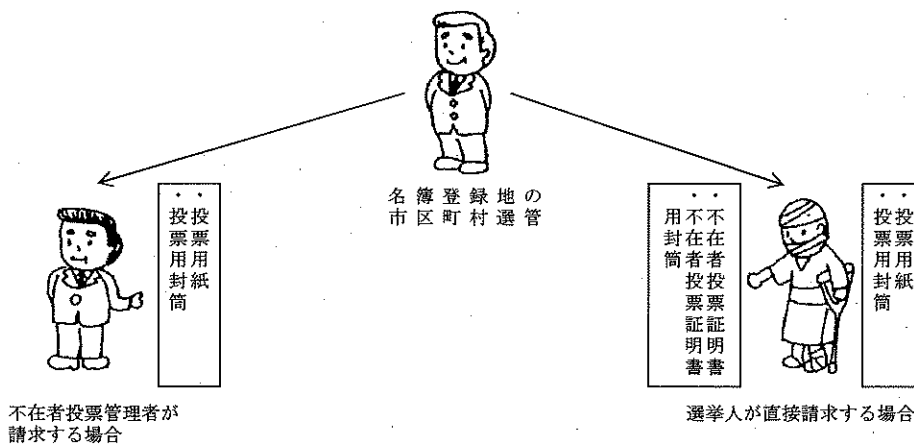 名簿登録地の
市区町村選管
・投票用紙
・投票用封筒
不在者投票管理者が
請求する場合
・投票用紙
・投票用封筒
・不在者投票証明書
・不在者投票証明書
用封筒
選挙人が直接請求する場合